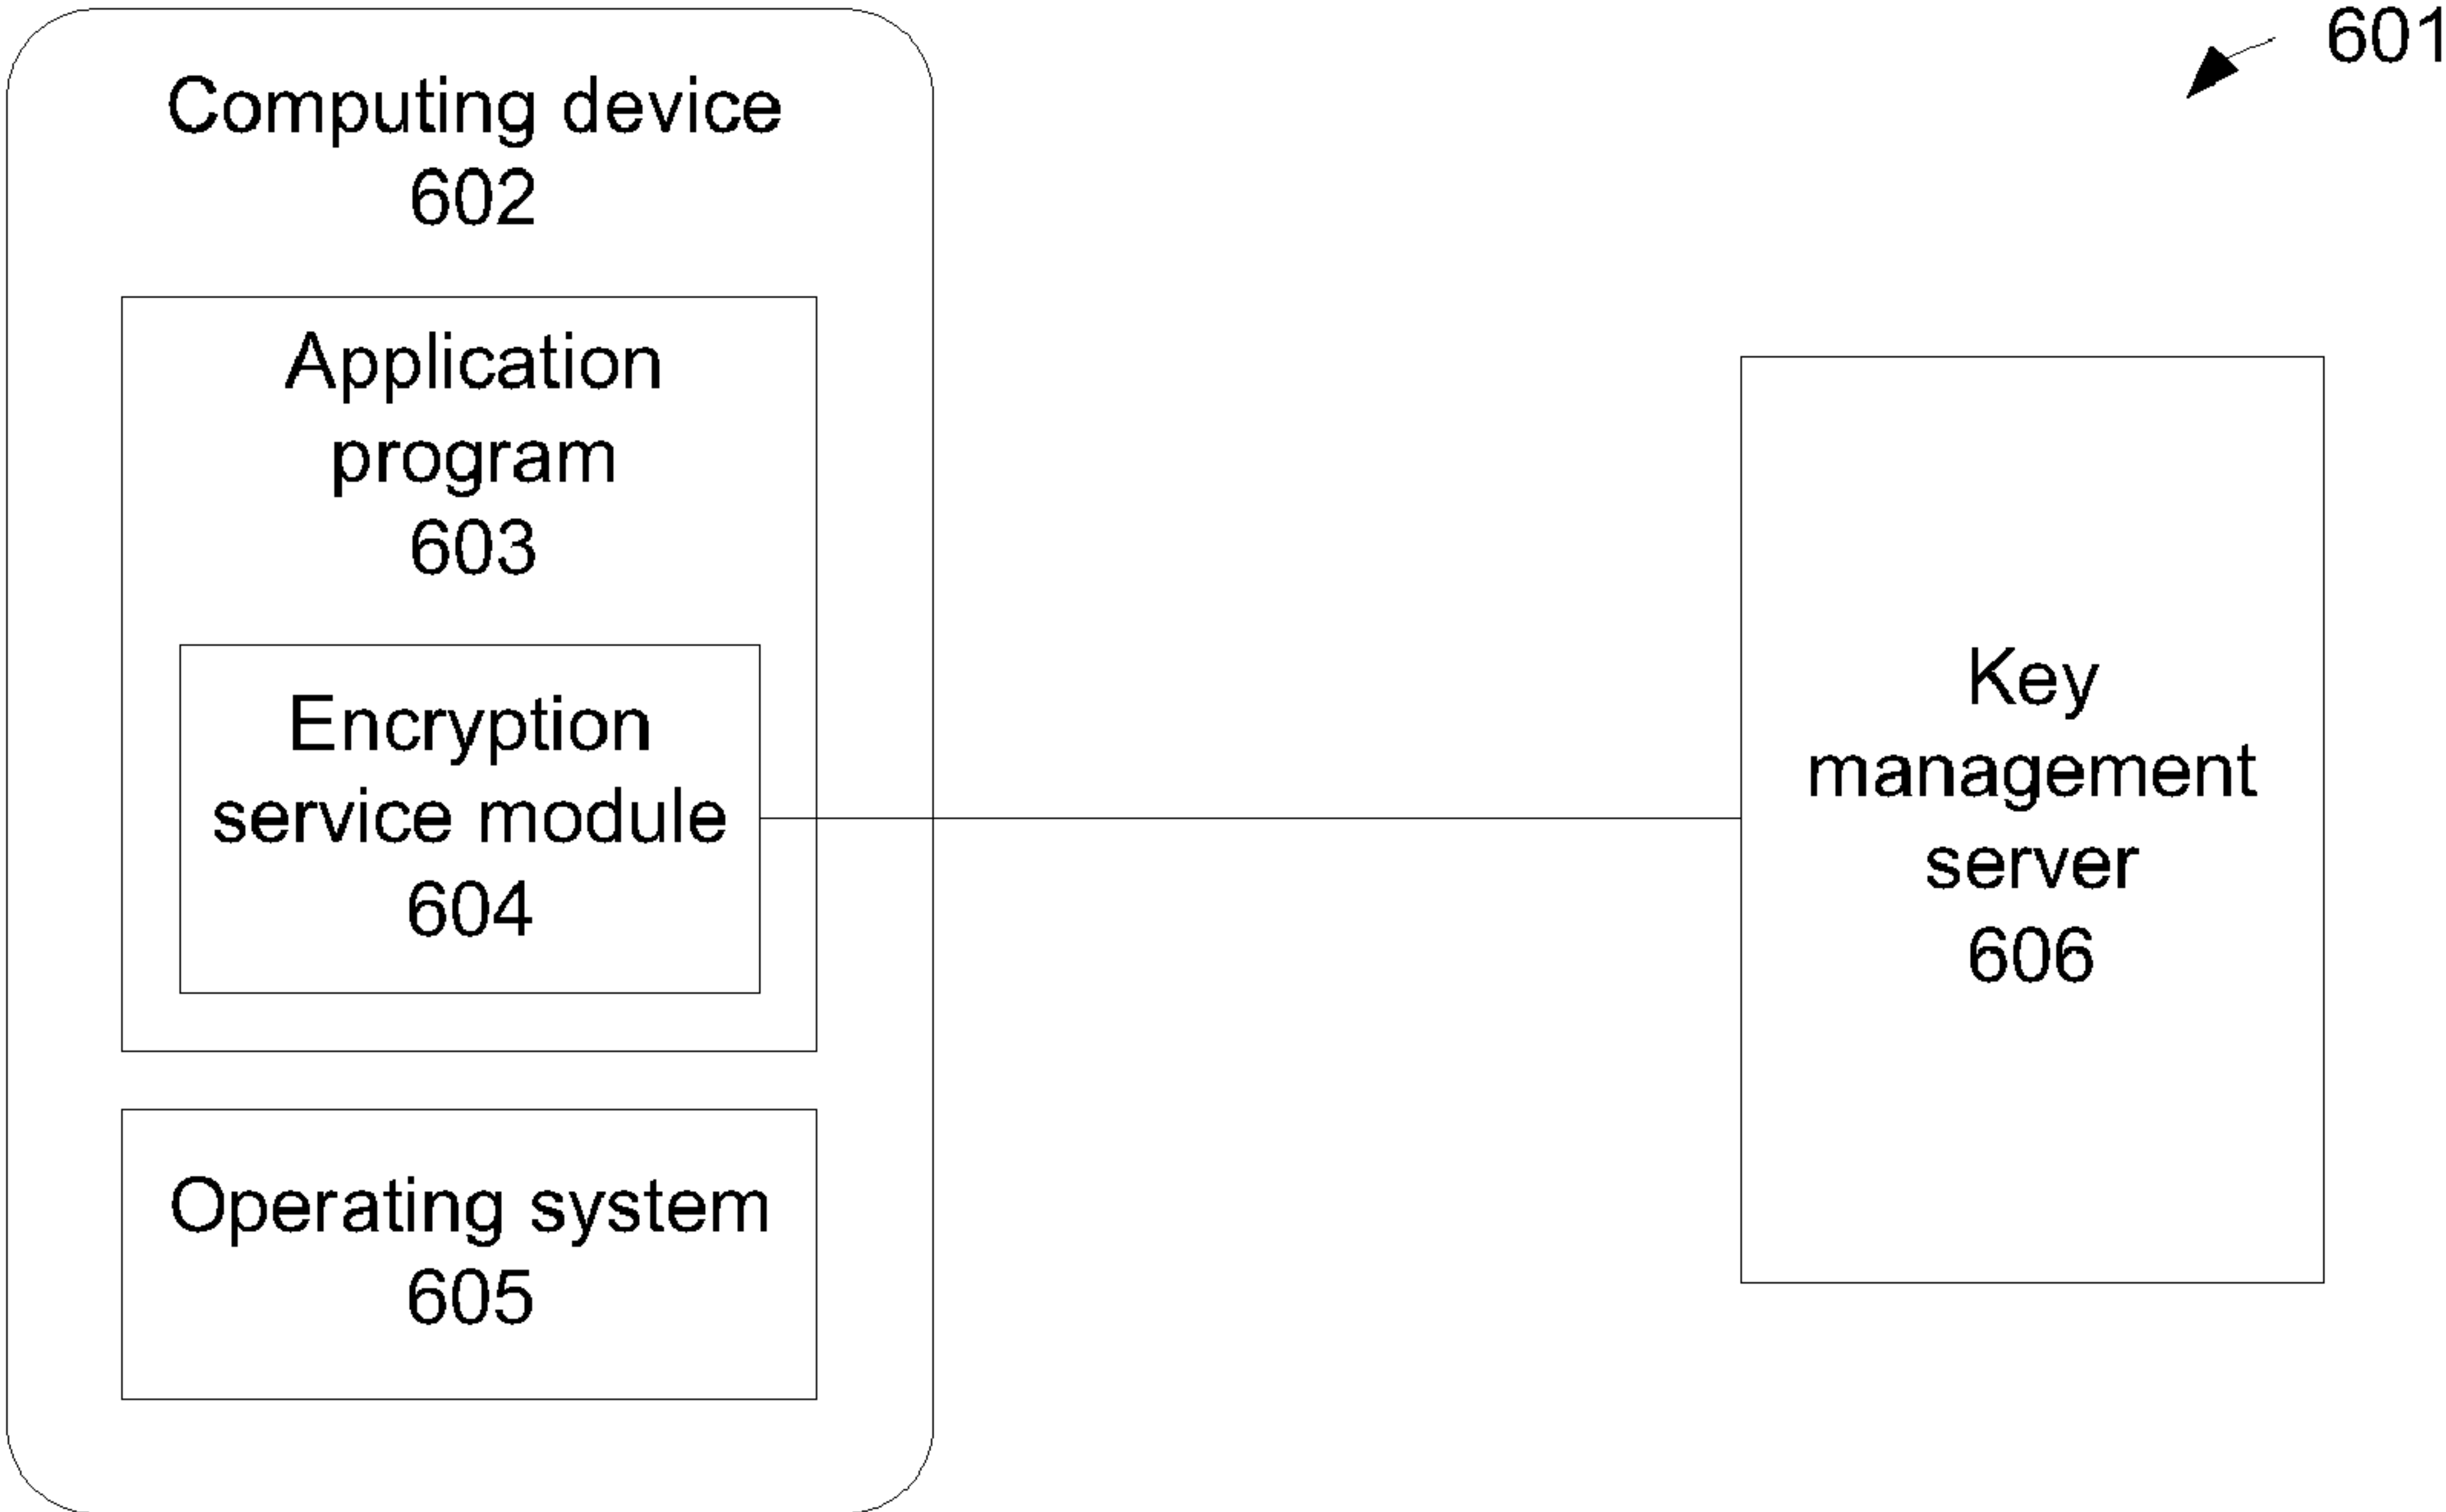 601
Computing device
602
Application
program
603
Encryption
service module
604
Operating system
605
Key
management
server
606